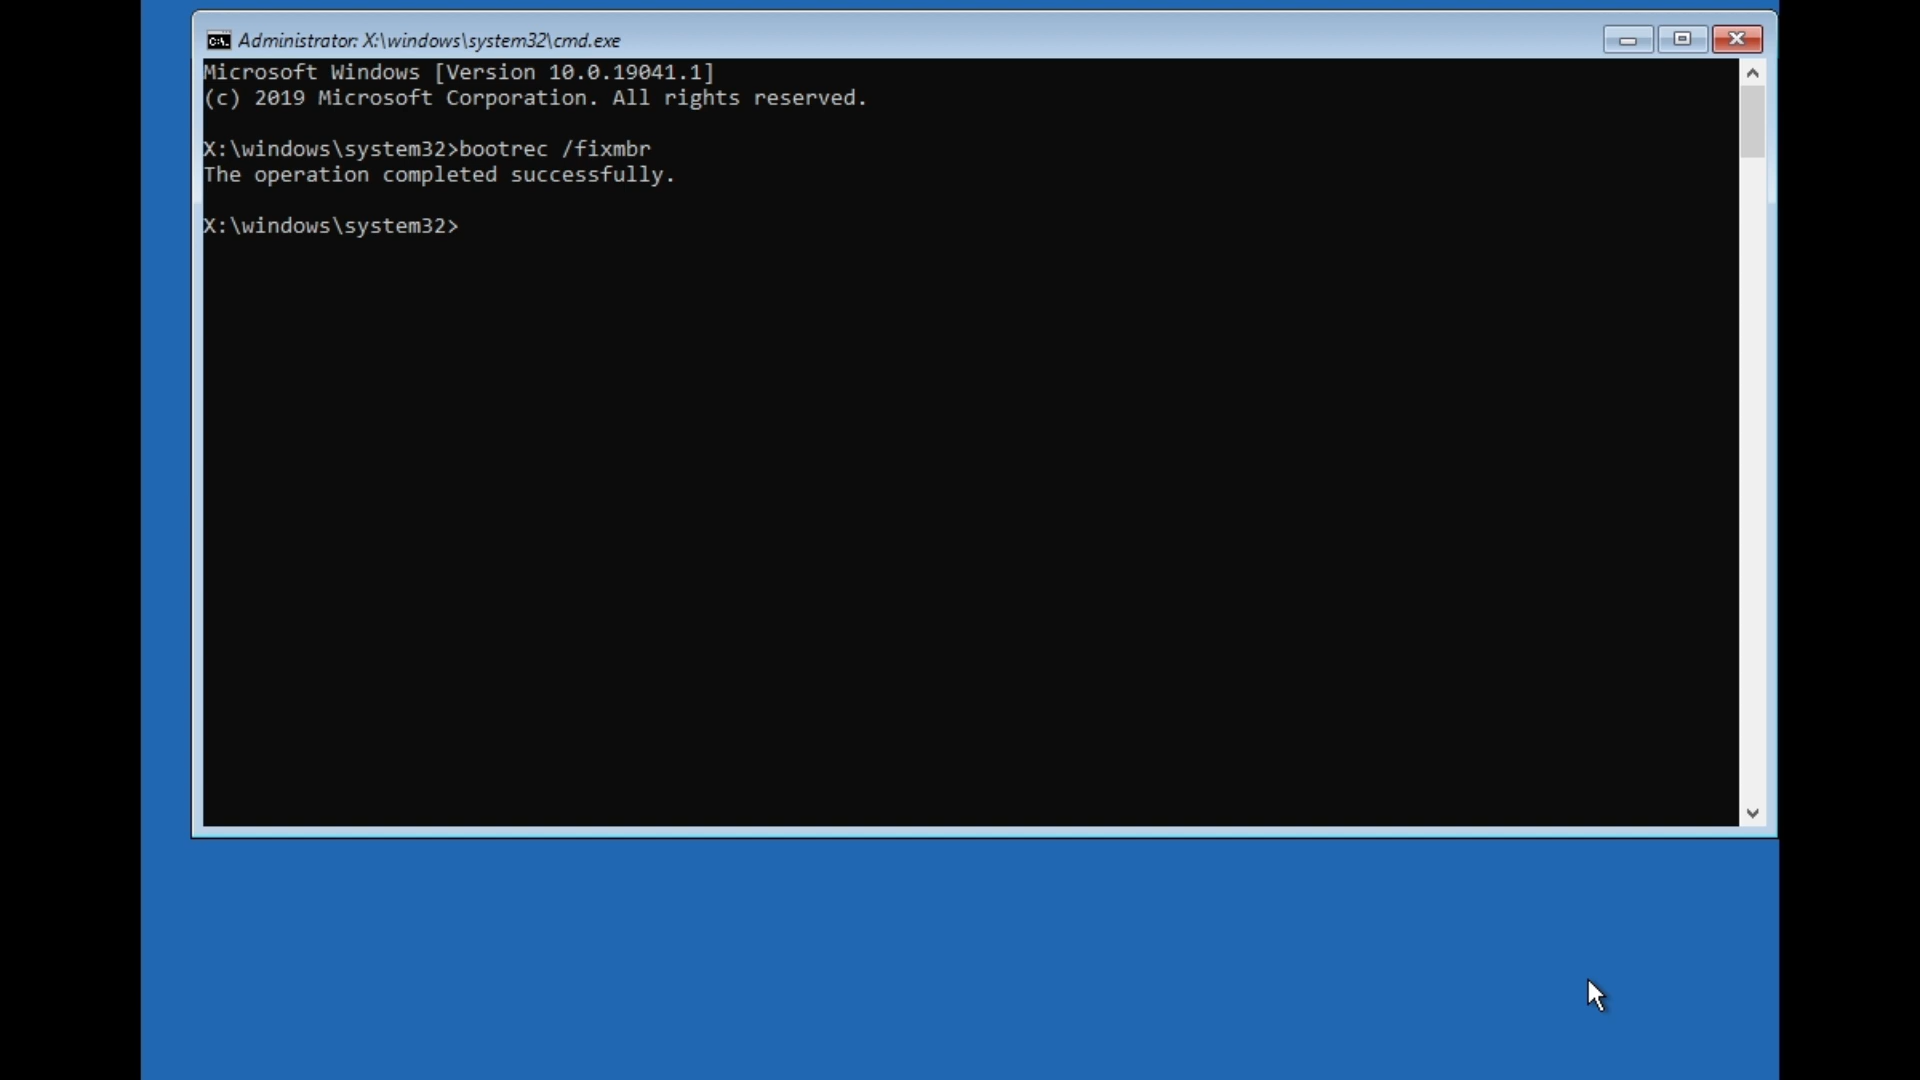 Administrator: X:\windows\system32\cmd.exe
Microsoft Windows [Version 10.0.19041.1]
(c) 2019 Microsoft Corporation. All rights reserved.
X:\windows\system32>bootrec /fixmbr
The operation completed successfully.
X:\windows\system32>